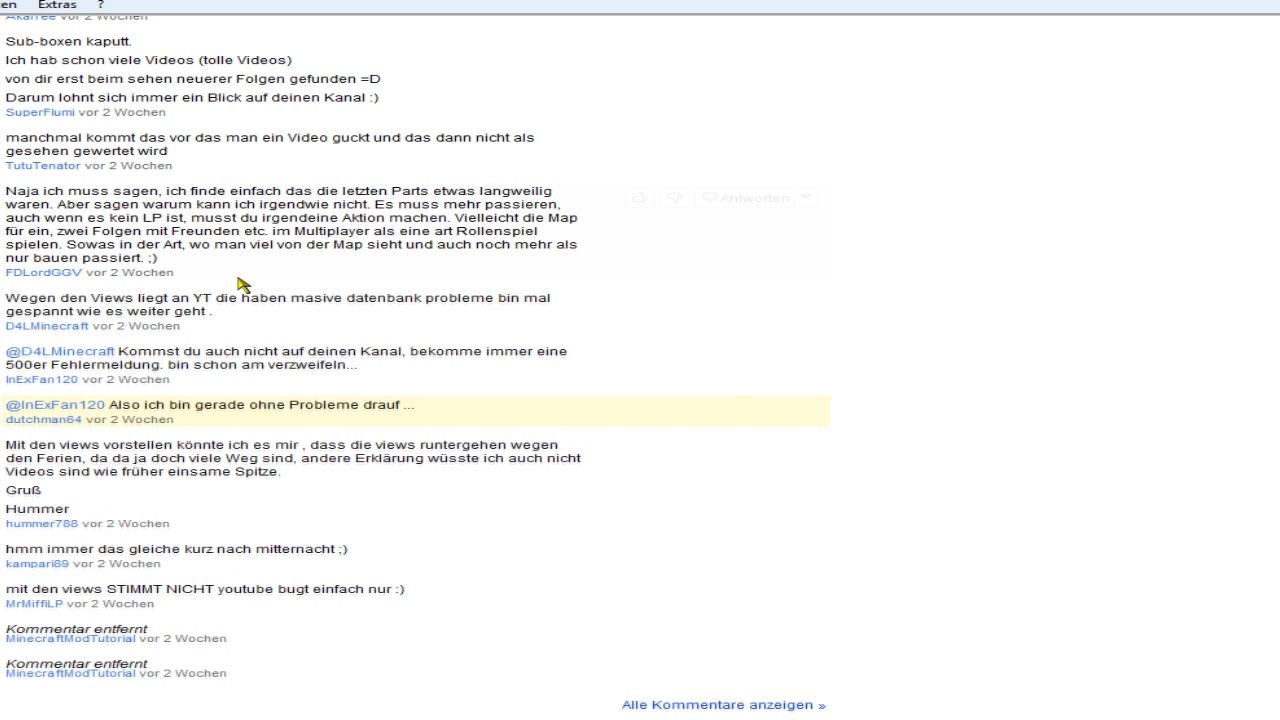 en Extras ?
Akariee vor 2 Wochen
Sub-boxen kaputt.
Ich hab schon viele Videos (tolle Videos)
von dir erst beim sehen neuerer Folgen gefunden =D
Darum lohnt sich immer ein Blick auf deinen Kanal :)
SuperFlumi vor 2 Wochen
manchmal kommt das vor das man ein Video guckt und das dann nicht als
gesehen gewertet wird
TutuTenator vor 2 Wochen
Naja ich muss sagen, ich finde einfach das die letzten Parts etwas langweilig
waren. Aber sagen warum kann ich irgendwie nicht. Es muss mehr passieren,
auch wenn es kein LP ist, musst du irgendeine Aktion machen. Vielleicht die Map
für ein, zwei Folgen mit Freunden etc. im Multiplayer als eine art Rollenspiel
spielen. Sowas in der Art, wo man viel von der Map sieht und auch noch mehr als
nur bauen passiert. ;)
Antworten
FDLordGGV vor 2 Wochen
Wegen den Views liegt an YT die haben masive datenbank probleme bin mal
gespannt wie es weiter geht .
D4LMinecraft vor 2 Wochen
@D4LMinecraft Kommst du auch nicht auf deinen Kanal, bekomme immer eine
500er Fehlermeldung. bin schon am verzweifeln...
InExFan120 vor 2 Wochen
@InExFan120 Also ich bin gerade ohne Probleme drauf ...
dutchman64 vor 2 Wochen
Mit den views vorstellen könnte ich es mir , dass die views runtergehen wegen
den Ferien, da da ja doch viele Weg sind, andere Erklärung wüsste ich auch nicht
Videos sind wie früher einsame Spitze.
Gruß
Hummer
hummer788 vor 2 Wochen
hmm immer das gleiche kurz nach mitternacht ;)
kampari89 vor 2 Wochen
mit den views STIMMT NICHT youtube bugt einfach nur :)
MrMiffiLP vor 2 Wochen
Kommentar entfernt
MinecraftModTutorial vor 2 Wochen
Kommentar entfernt
MinecraftModTutorial vor 2 Wochen
Alle Kommentare anzeigen »